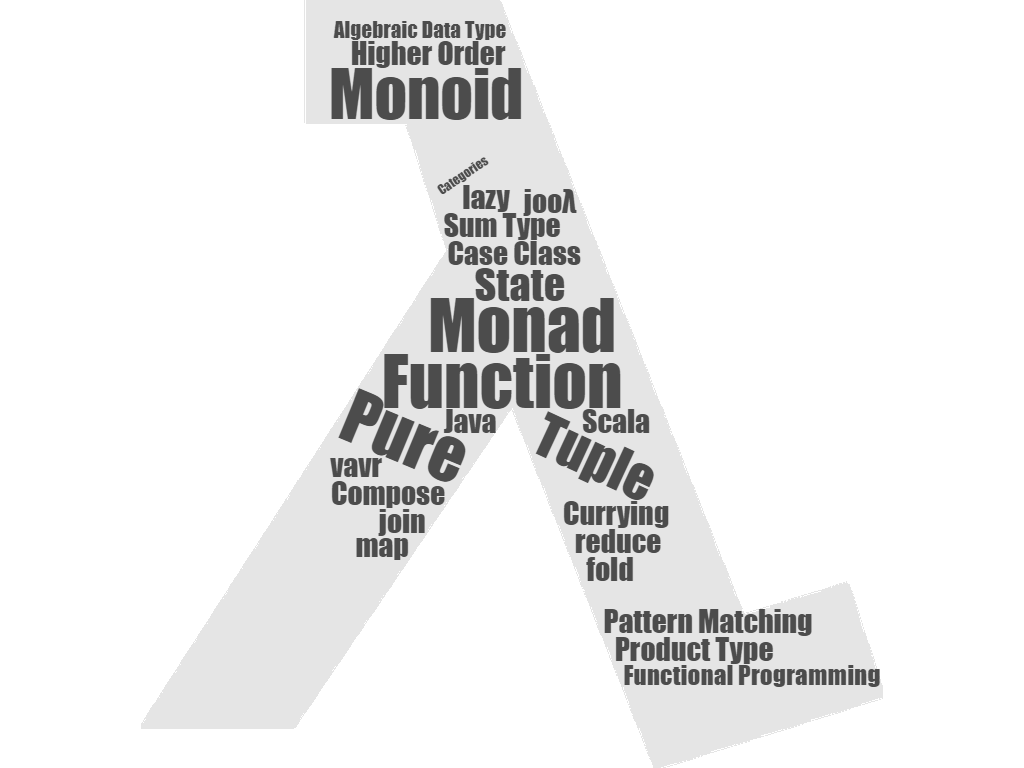 Algebraic Data Type
Higher Order
Monoid
Categories
lazy jooλ
Sum Type
Case Class
State
Monad
Function
Pure Java Tuple Scala
vavr
Compose
join
map
Currying
reduce
fold
Pattern Matching
Product Type
Functional Programming